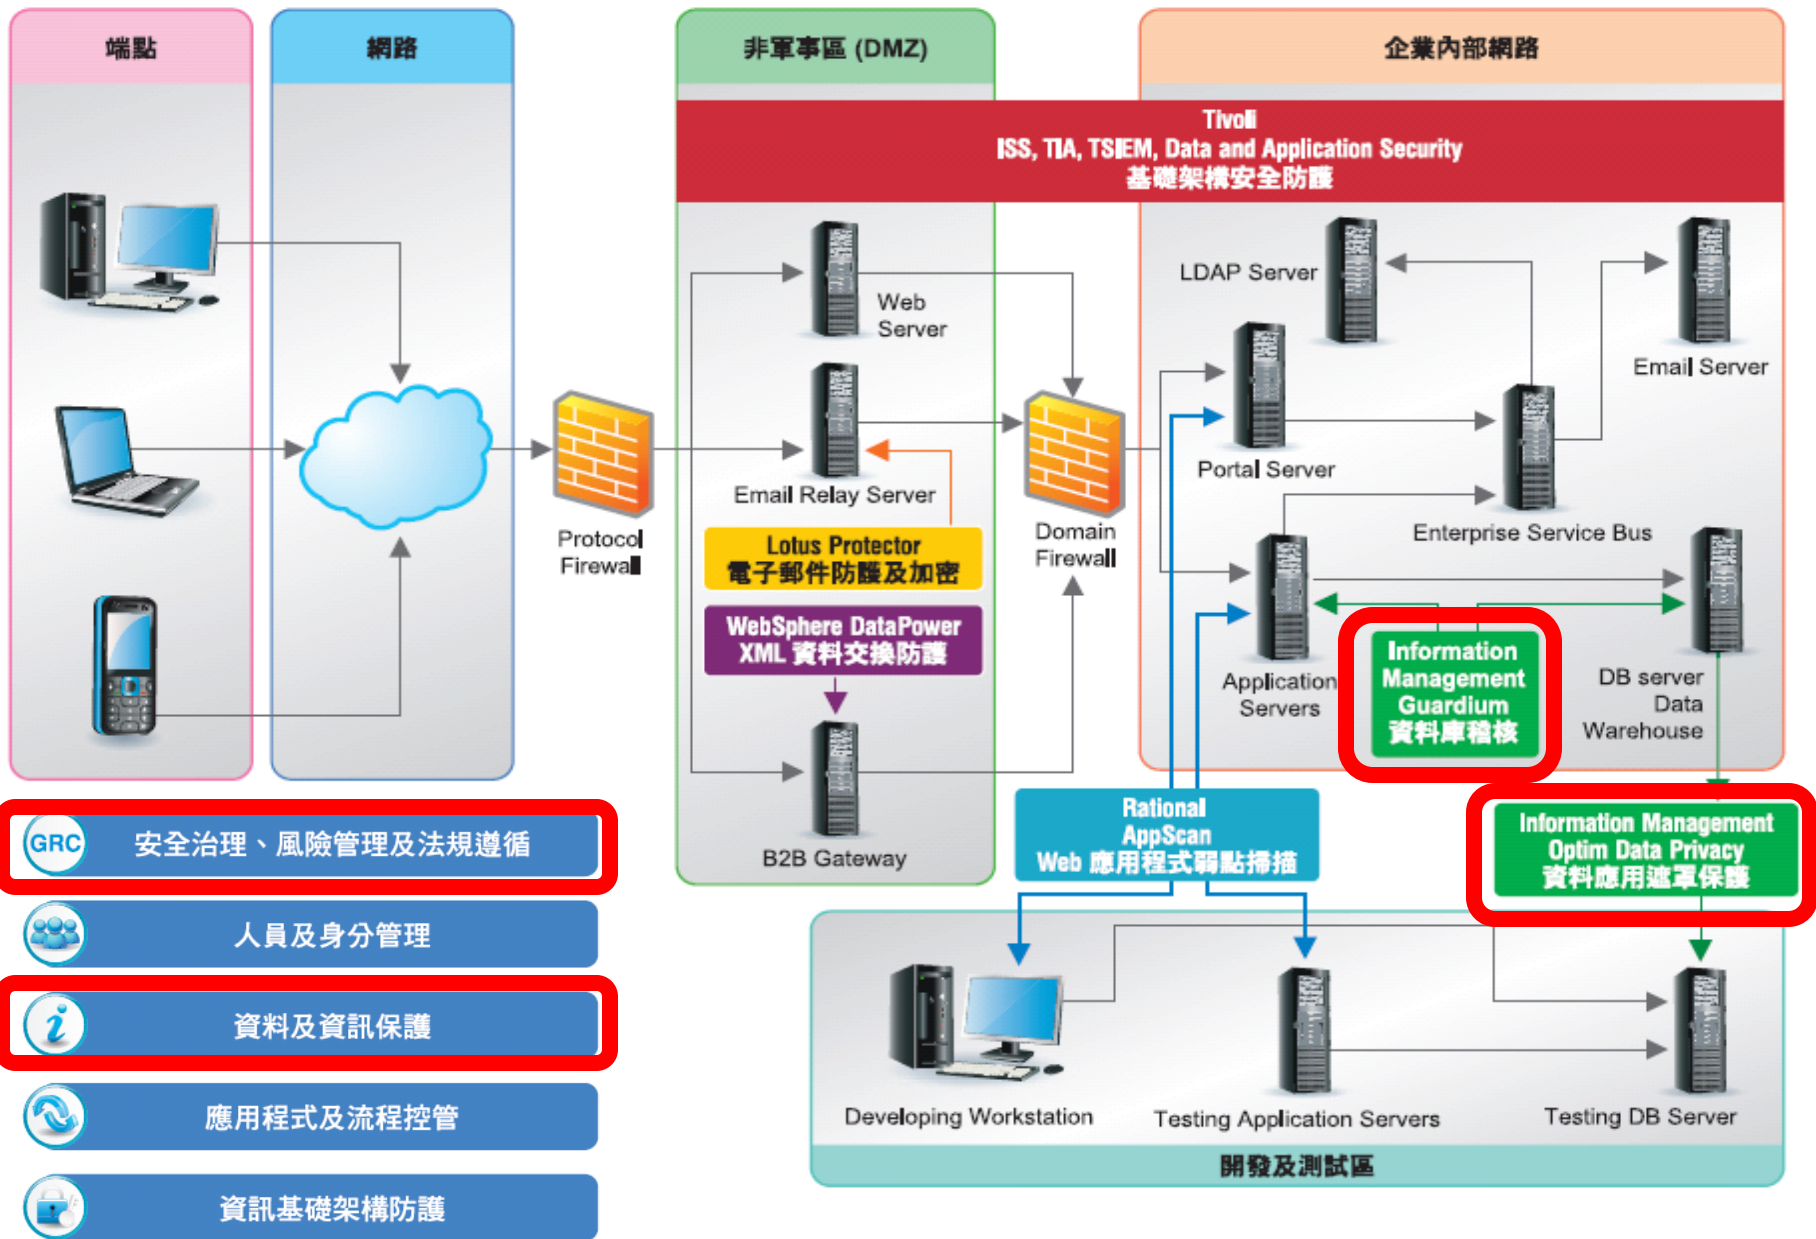 端點
網路
非軍事區 (DMZ)
企業內部網路
Tivoli
ISS, TIA, TSIEM, Data and Application Security
基礎架構安全防護
Web
Server
LDAP Server
Email Server
Portal Server
Email Relay Server
Enterprise Service Bus
Protocol
Firewall
Domain
Firewall
Lotus Protector
電子郵件防護及加密
WebSphere DataPower
XML 資料交換防護
Application
Servers
Information
Management
Guardium
資料庫稽核
DB server
Data
Warehouse
B2B Gateway
Rational
AppScan
Web 應用程式弱點掃描
Information Management
Optim Data Privacy
資料應用遮罩保護
GRC
安全治理、風險管理及法規遵循
人員及身分管理
i
資料及資訊保護
應用程式及流程控管
資訊基礎架構防護
Developing Workstation
Testing Application Servers
Testing DB Server
開發及測試區